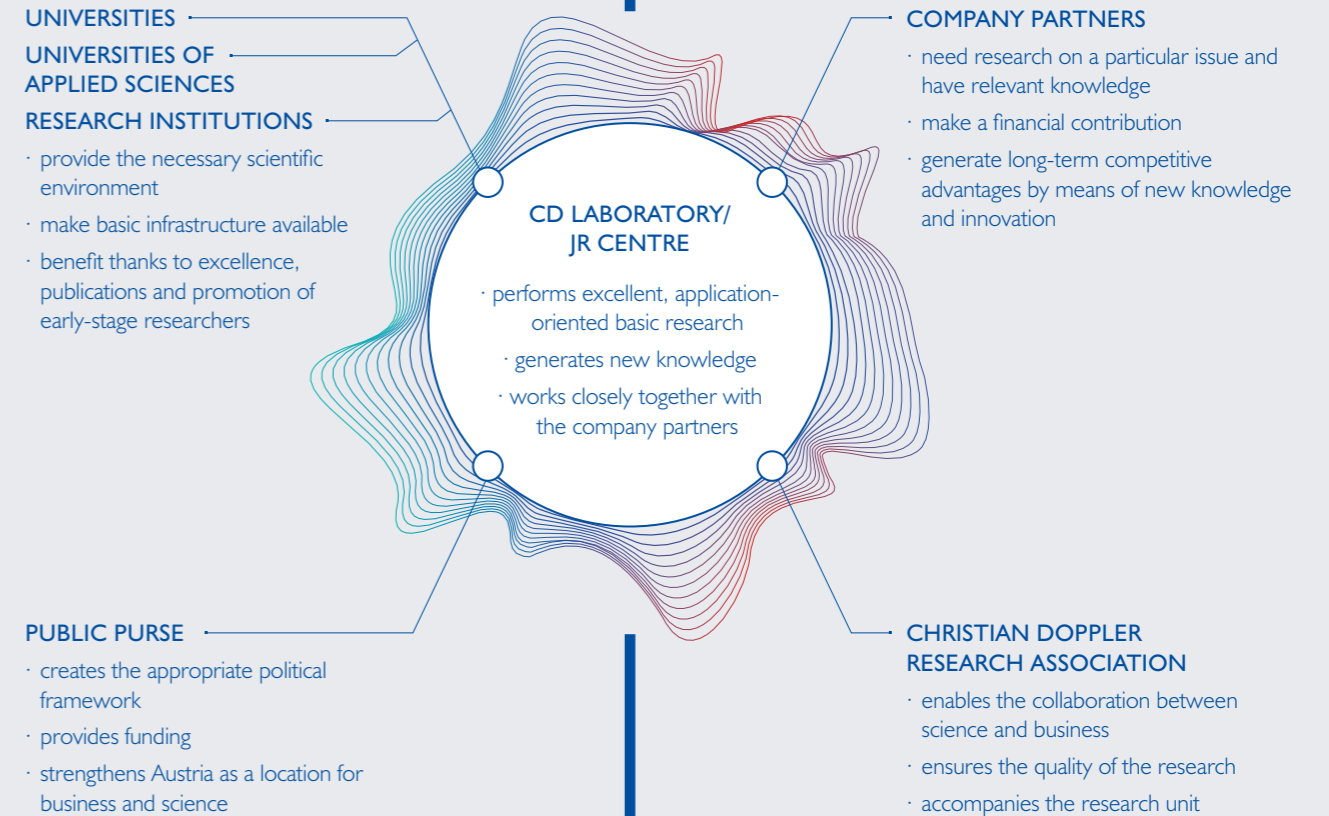 UNIVERSITIES
UNIVERSITIES OF
APPLIED SCIENCES
RESEARCH INSTITUTIONS
· provide the necessary scientific
environment
· make basic infrastructure available
· benefit thanks to excellence,
publications and promotion of
early-stage researchers
COMPANY PARTNERS
· need research on a particular issue and
have relevant knowledge
· make a financial contribution
· generate long-term competitive
advantages by means of new knowledge
and innovation
CD LABORATORY/
JR CENTRE
· performs excellent, application-
oriented basic research
· generates new knowledge
· works closely together with
the company partners
PUBLIC PURSE
· creates the appropriate political
framework
· provides funding
· strengthens Austria as a location for
business and science
CHRISTIAN DOPPLER
RESEARCH ASSOCIATION
· enables the collaboration between
science and business
· ensures the quality of the research
· accompanies the research unit